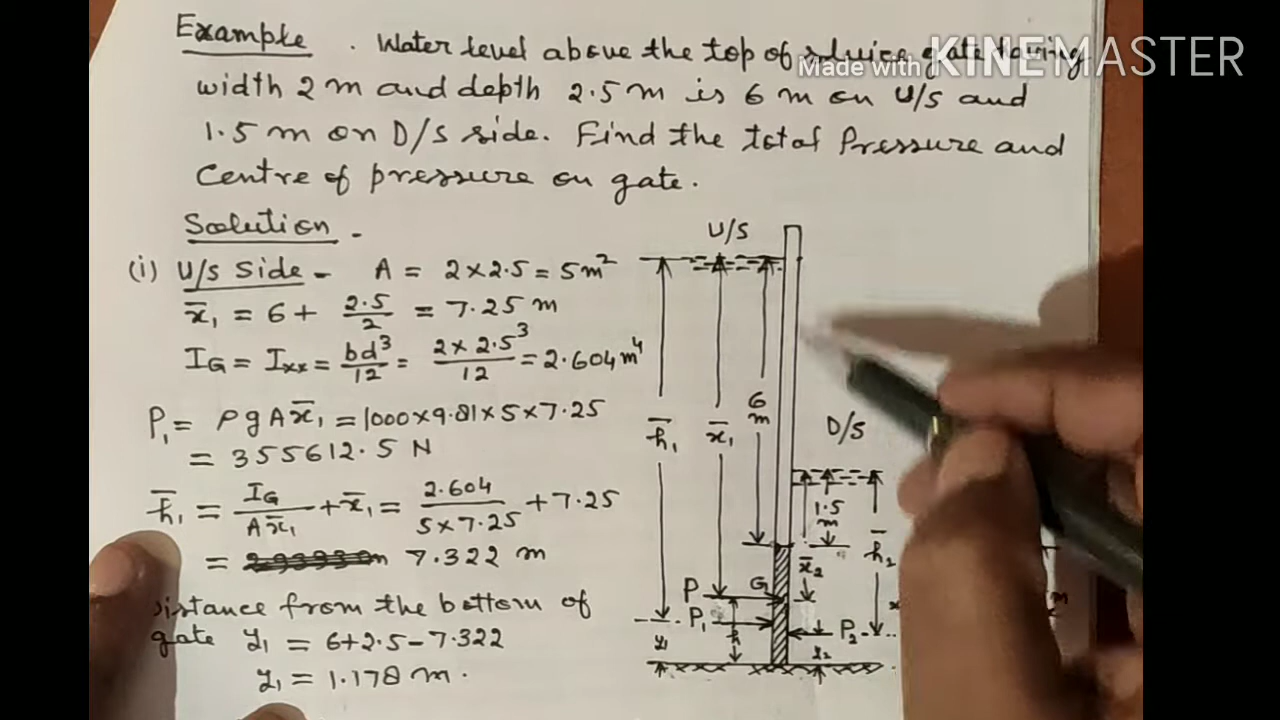 Example. Water level above the top of sluice gate having
Made with KINEMASTER
width 2 m and depth 2.5 m is 6 m on U/S and
1.5 m on D/S side. Find the total Pressure and
Centre of pressure on gate.
Soolution -
(i) U/S Side - A = 2×2.5 = 5m²
x̄₁ = 6 + 2.5/2 = 7.25 m
IG = Ixx = bd³/12 = 2 × 2.5³/12 = 2.604 m⁴
P₁ = ρgAx̄₁ = 1000×9.81×5×7.25
= 355612.5 N
h̄₁ = IG/Ax̄₁ + x̄₁ = 2.604/5×7.25 + 7.25
= 7.322 m
distance from the bottom of
gate y₁ = 6+2.5-7.322
y₁ = 1.178 m.
U/S
D/S
6 m
h̄₁
x̄₁
1.5 m
h̄₂
x̄₂
G
P
P₁
P₂
y₁
h
y₂
m